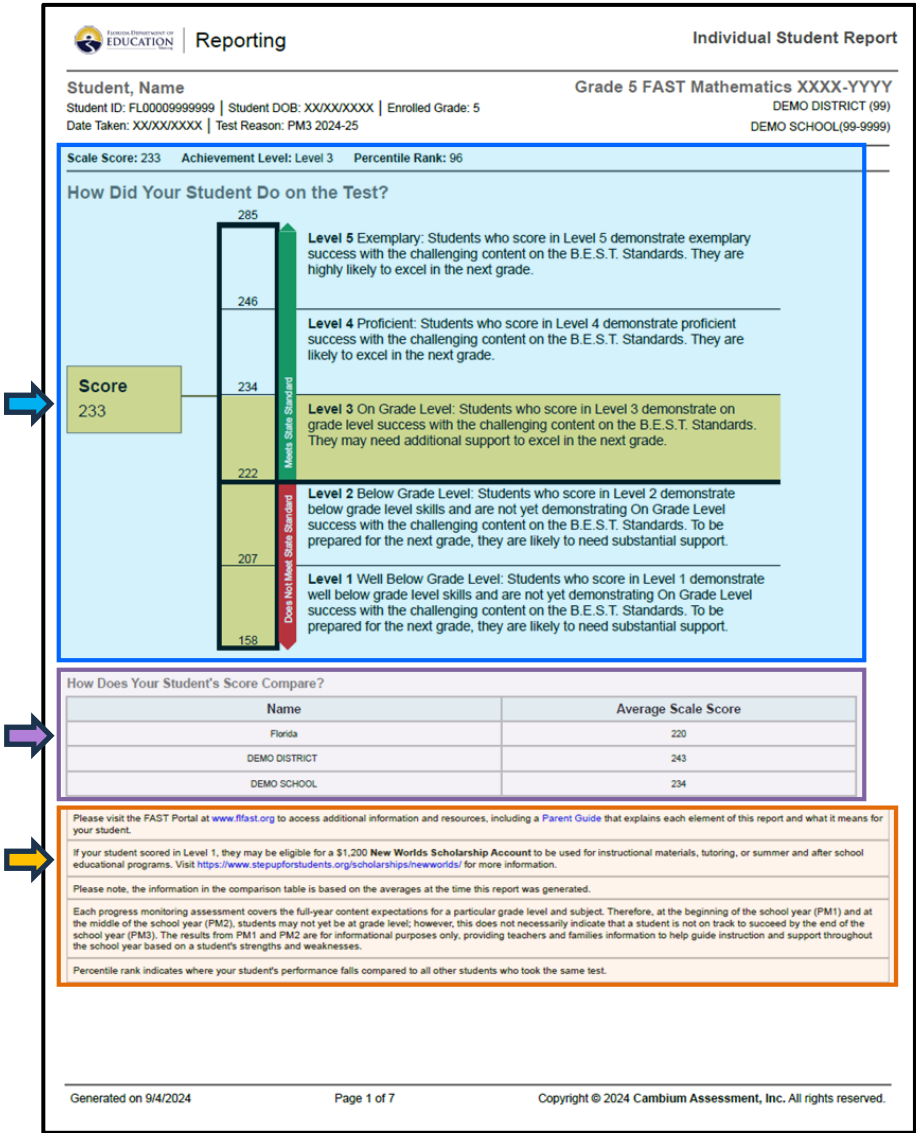 FLORIDA DEPARTMENT OF
EDUCATION
Reporting
Individual Student Report
Student, Name
Grade 5 FAST Mathematics XXXX-YYYY
Student ID: FL00009999999 | Student DOB: XX/XX/XXXX | Enrolled Grade: 5
DEMO DISTRICT (99)
Date Taken: XX/XX/XXXX | Test Reason: PM3 2024-25
DEMO SCHOOL(99-9999)
Scale Score: 233 Achievement Level: Level 3 Percentile Rank: 96
How Did Your Student Do on the Test?
285
Level 5 Exemplary: Students who score in Level 5 demonstrate exemplary
success with the challenging content on the B.E.S.T. Standards. They are
highly likely to excel in the next grade.
246
Level 4 Proficient: Students who score in Level 4 demonstrate proficient
success with the challenging content on the B.E.S.T. Standards. They are
likely to excel in the next grade.
Score
233
234
Meets State Standard
Level 3 On Grade Level: Students who score in Level 3 demonstrate on
grade level success with the challenging content on the B.E.S.T. Standards.
They may need additional support to excel in the next grade.
222
Level 2 Below Grade Level: Students who score in Level 2 demonstrate
below grade level skills and are not yet demonstrating On Grade Level
success with the challenging content on the B.E.S.T. Standards. To be
prepared for the next grade, they are likely to need substantial support.
207
Does Not Meet State Standard
Level 1 Well Below Grade Level: Students who score in Level 1 demonstrate
well below grade level skills and are not yet demonstrating On Grade Level
success with the challenging content on the B.E.S.T. Standards. To be
prepared for the next grade, they are likely to need substantial support.
158
How Does Your Student's Score Compare?
Name Average Scale Score
Florida 220
DEMO DISTRICT 243
DEMO SCHOOL 234
Please visit the FAST Portal at www.flfast.org to access additional information and resources, including a Parent Guide that explains each element of this report and what it means for
your student.
If your student scored in Level 1, they may be eligible for a $1,200 New Worlds Scholarship Account to be used for instructional materials, tutoring, or summer and after school
educational programs. Visit https://www.stepupforstudents.org/scholarships/newworlds/ for more information.
Please note, the information in the comparison table is based on the averages at the time this report was generated.
Each progress monitoring assessment covers the full-year content expectations for a particular grade level and subject. Therefore, at the beginning of the school year (PM1) and at
the middle of the school year (PM2), students may not yet be at grade level; however, this does not necessarily indicate that a student is not on track to succeed by the end of the
school year (PM3). The results from PM1 and PM2 are for informational purposes only, providing teachers and families information to help guide instruction and support throughout
the school year based on a student's strengths and weaknesses.
Percentile rank indicates where your student's performance falls compared to all other students who took the same test.
Generated on 9/4/2024
Page 1 of 7
Copyright © 2024 Cambium Assessment, Inc. All rights reserved.